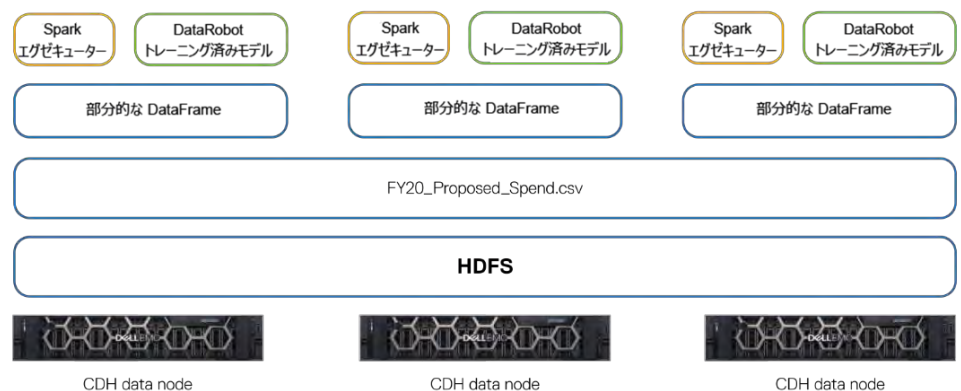 Spark
エグゼキューター
DataRobot
トレーニング済みモデル
Spark
エグゼキューター
DataRobot
トレーニング済みモデル
Spark
エグゼキューター
DataRobot
トレーニング済みモデル
部分的な DataFrame
部分的な DataFrame
部分的な DataFrame
FY20_Proposed_Spend.csv
HDFS
DELLEMC
DELLEMC
DELLEMC
CDH data node
CDH data node
CDH data node